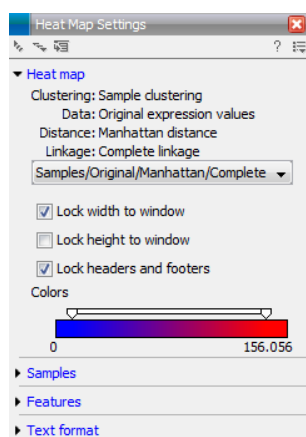 Heat Map Settings
?
Heat map
Clustering: Sample clustering
Data: Original expression values
Distance: Manhattan distance
Linkage: Complete linkage
Samples/Original/Manhattan/Complete
Lock width to window
Lock height to window
Lock headers and footers
Colors
0 156.056
Samples
Features
Text format